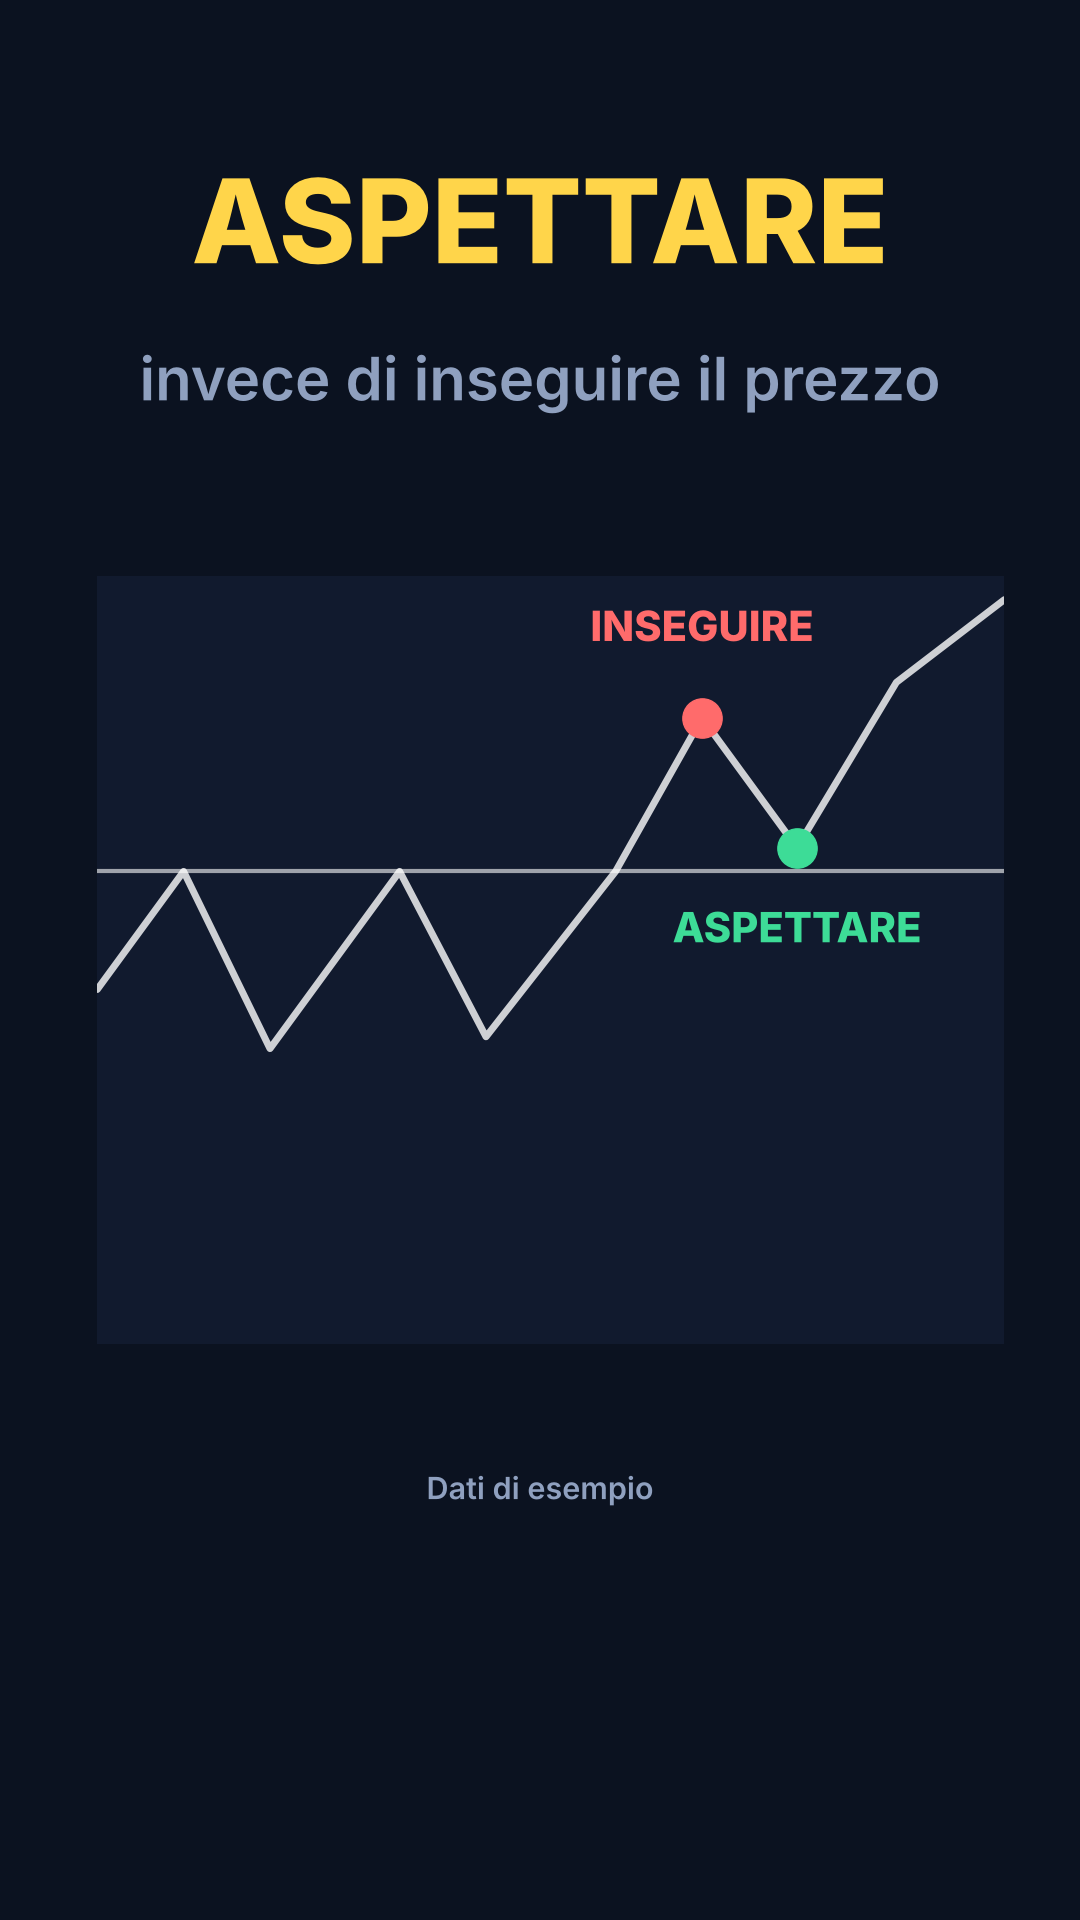 ASPETTARE
invece di inseguire il prezzo
INSEGUIRE
ASPETTARE
Dati di esempio